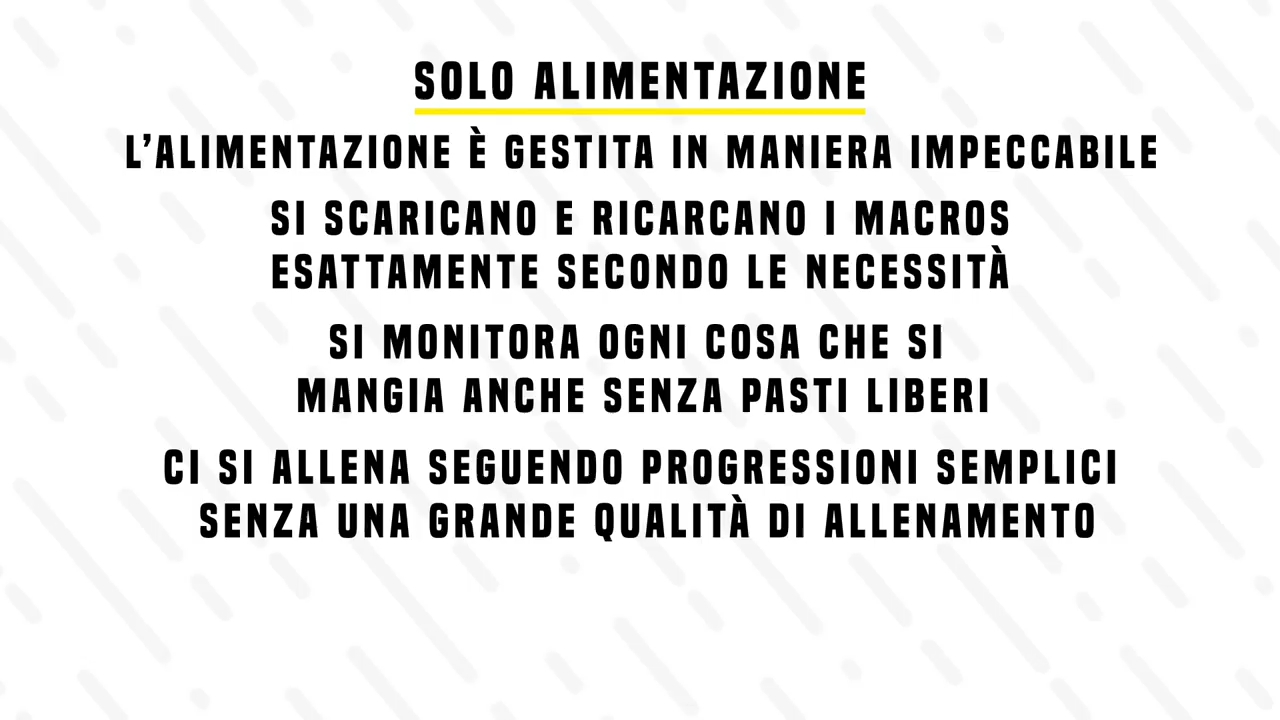 SOLO ALIMENTAZIONE
L'ALIMENTAZIONE È GESTITA IN MANIERA IMPECCABILE
SI SCARICANO E RICARCANO I MACROS
ESATTAMENTE SECONDO LE NECESSITÀ
SI MONITORA OGNI COSA CHE SI
MANGIA ANCHE SENZA PASTI LIBERI
CI SI ALLENA SEGUENDO PROGRESSIONI SEMPLICI
SENZA UNA GRANDE QUALITÀ DI ALLENAMENTO